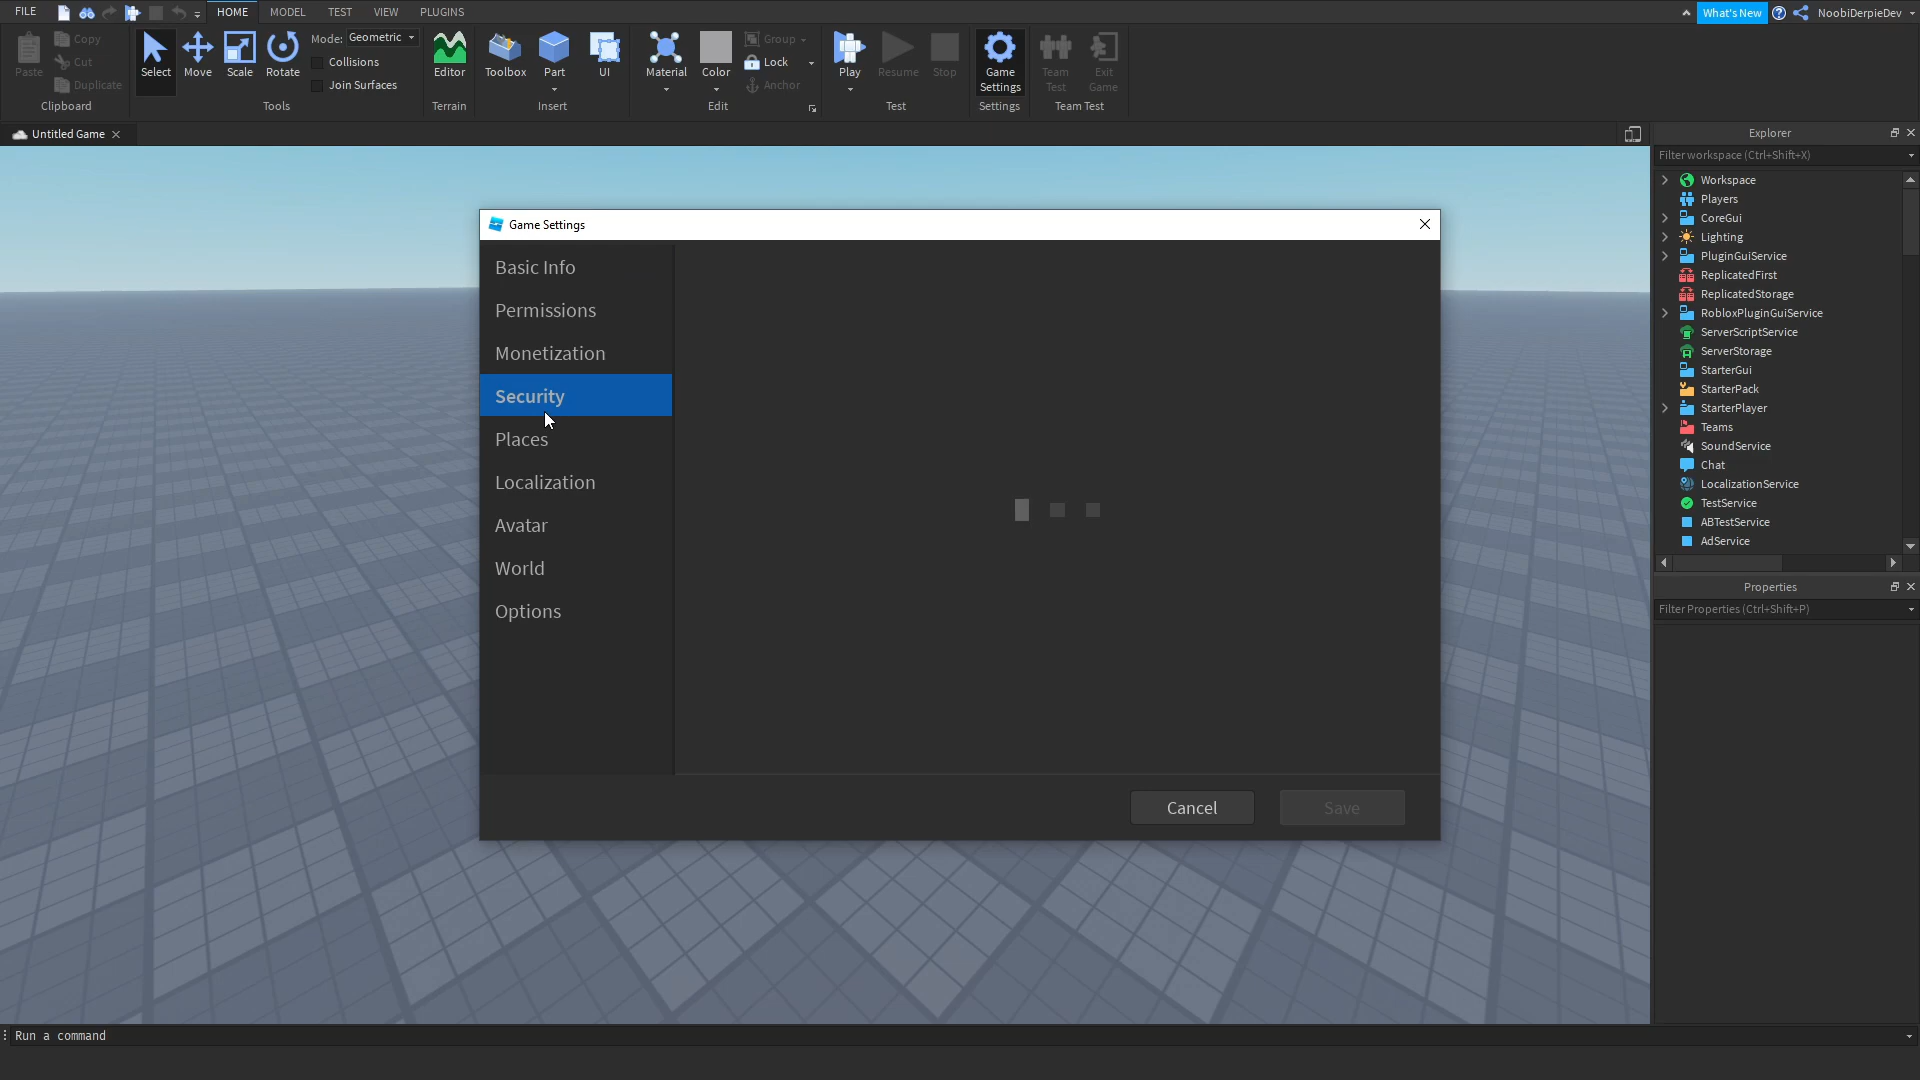 FILE HOME MODEL TEST VIEW PLUGINS What's New NoobiDerpieDev
Paste Copy Cut Duplicate Clipboard
Select Move Scale Rotate Mode: Geometric Collisions Join Surfaces Tools
Editor Terrain
Toolbox Part UI Insert
Material Color Group Lock Anchor Edit
Play Resume Stop Test
Game Settings Settings
Team Test Exit Game Team Test
Untitled Game
Game Settings
Basic Info
Permissions
Monetization
Security
Places
Localization
Avatar
World
Options
Cancel Save
Explorer
Filter workspace (Ctrl+Shift+X)
Workspace
Players
CoreGui
Lighting
PluginGuiService
ReplicatedFirst
ReplicatedStorage
RobloxPluginGuiService
ServerScriptService
ServerStorage
StarterGui
StarterPack
StarterPlayer
Teams
SoundService
Chat
LocalizationService
TestService
ABTestService
AdService
Properties
Filter Properties (Ctrl+Shift+P)
Run a command